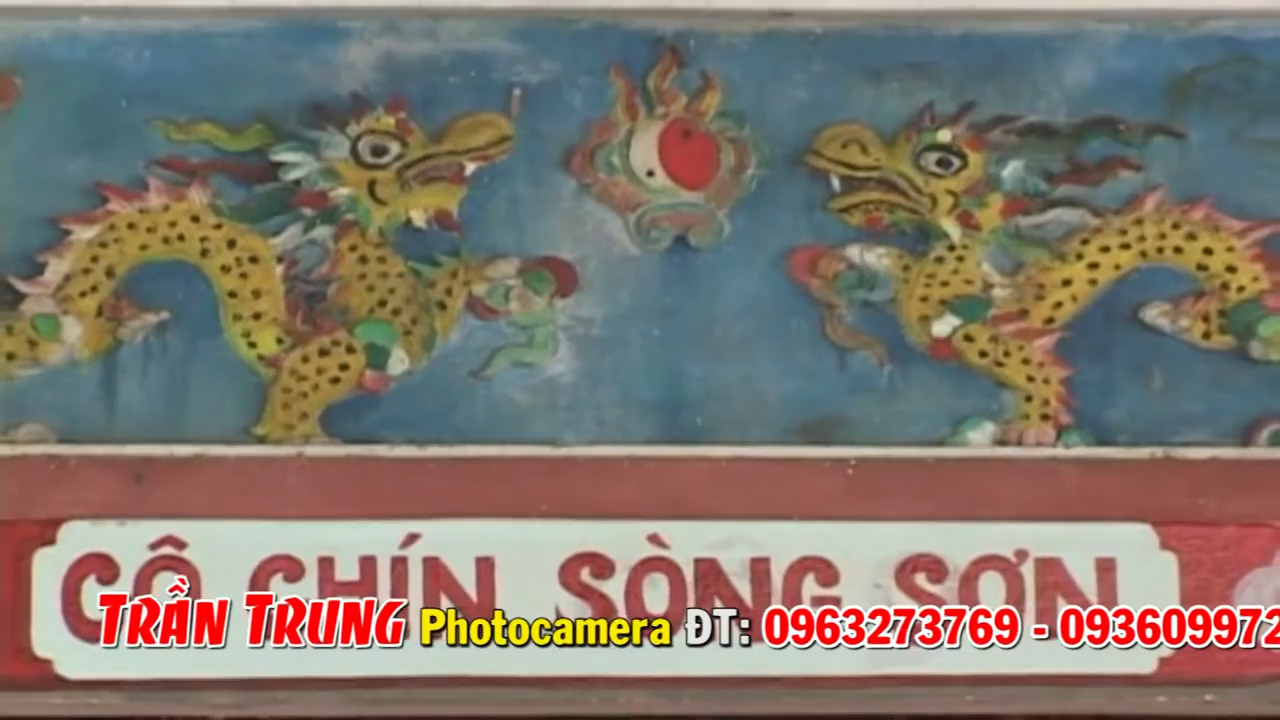 CÔ CHÍN SÒNG SƠN
TRẦN TRUNG Photocamera ĐT: 0963273769 - 093609972